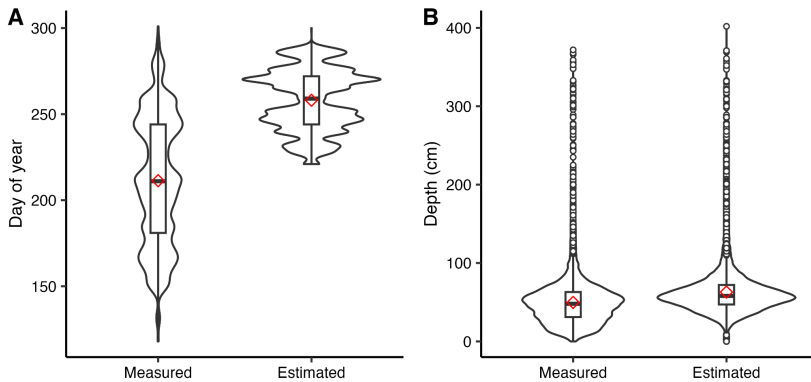 A
300
250
200
150
Day of year
Measured Estimated
B
400
300
200
100
0
Depth (cm)
Measured Estimated